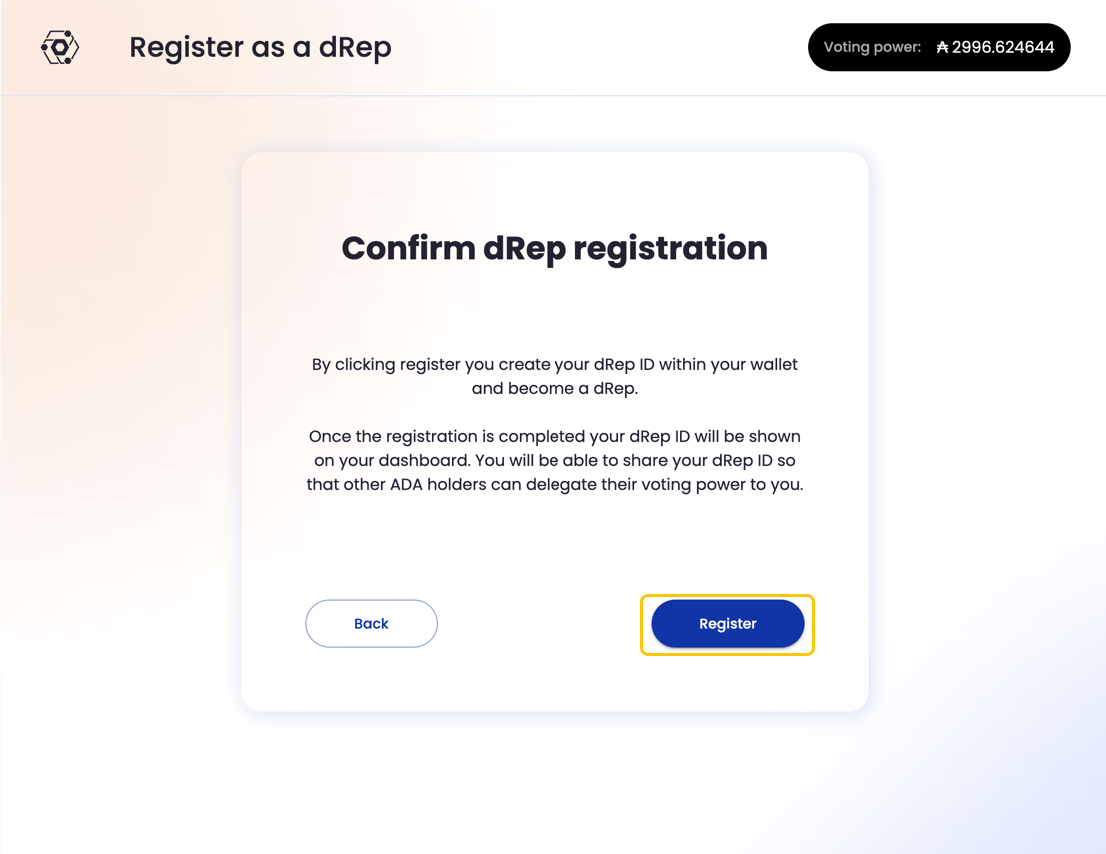 Register as a dRep
Voting power: ₳ 2996.624644
Confirm dRep registration
By clicking register you create your dRep ID within your wallet
and become a dRep.
Once the registration is completed your dRep ID will be shown
on your dashboard. You will be able to share your dRep ID so
that other ADA holders can delegate their voting power to you.
Back
Register